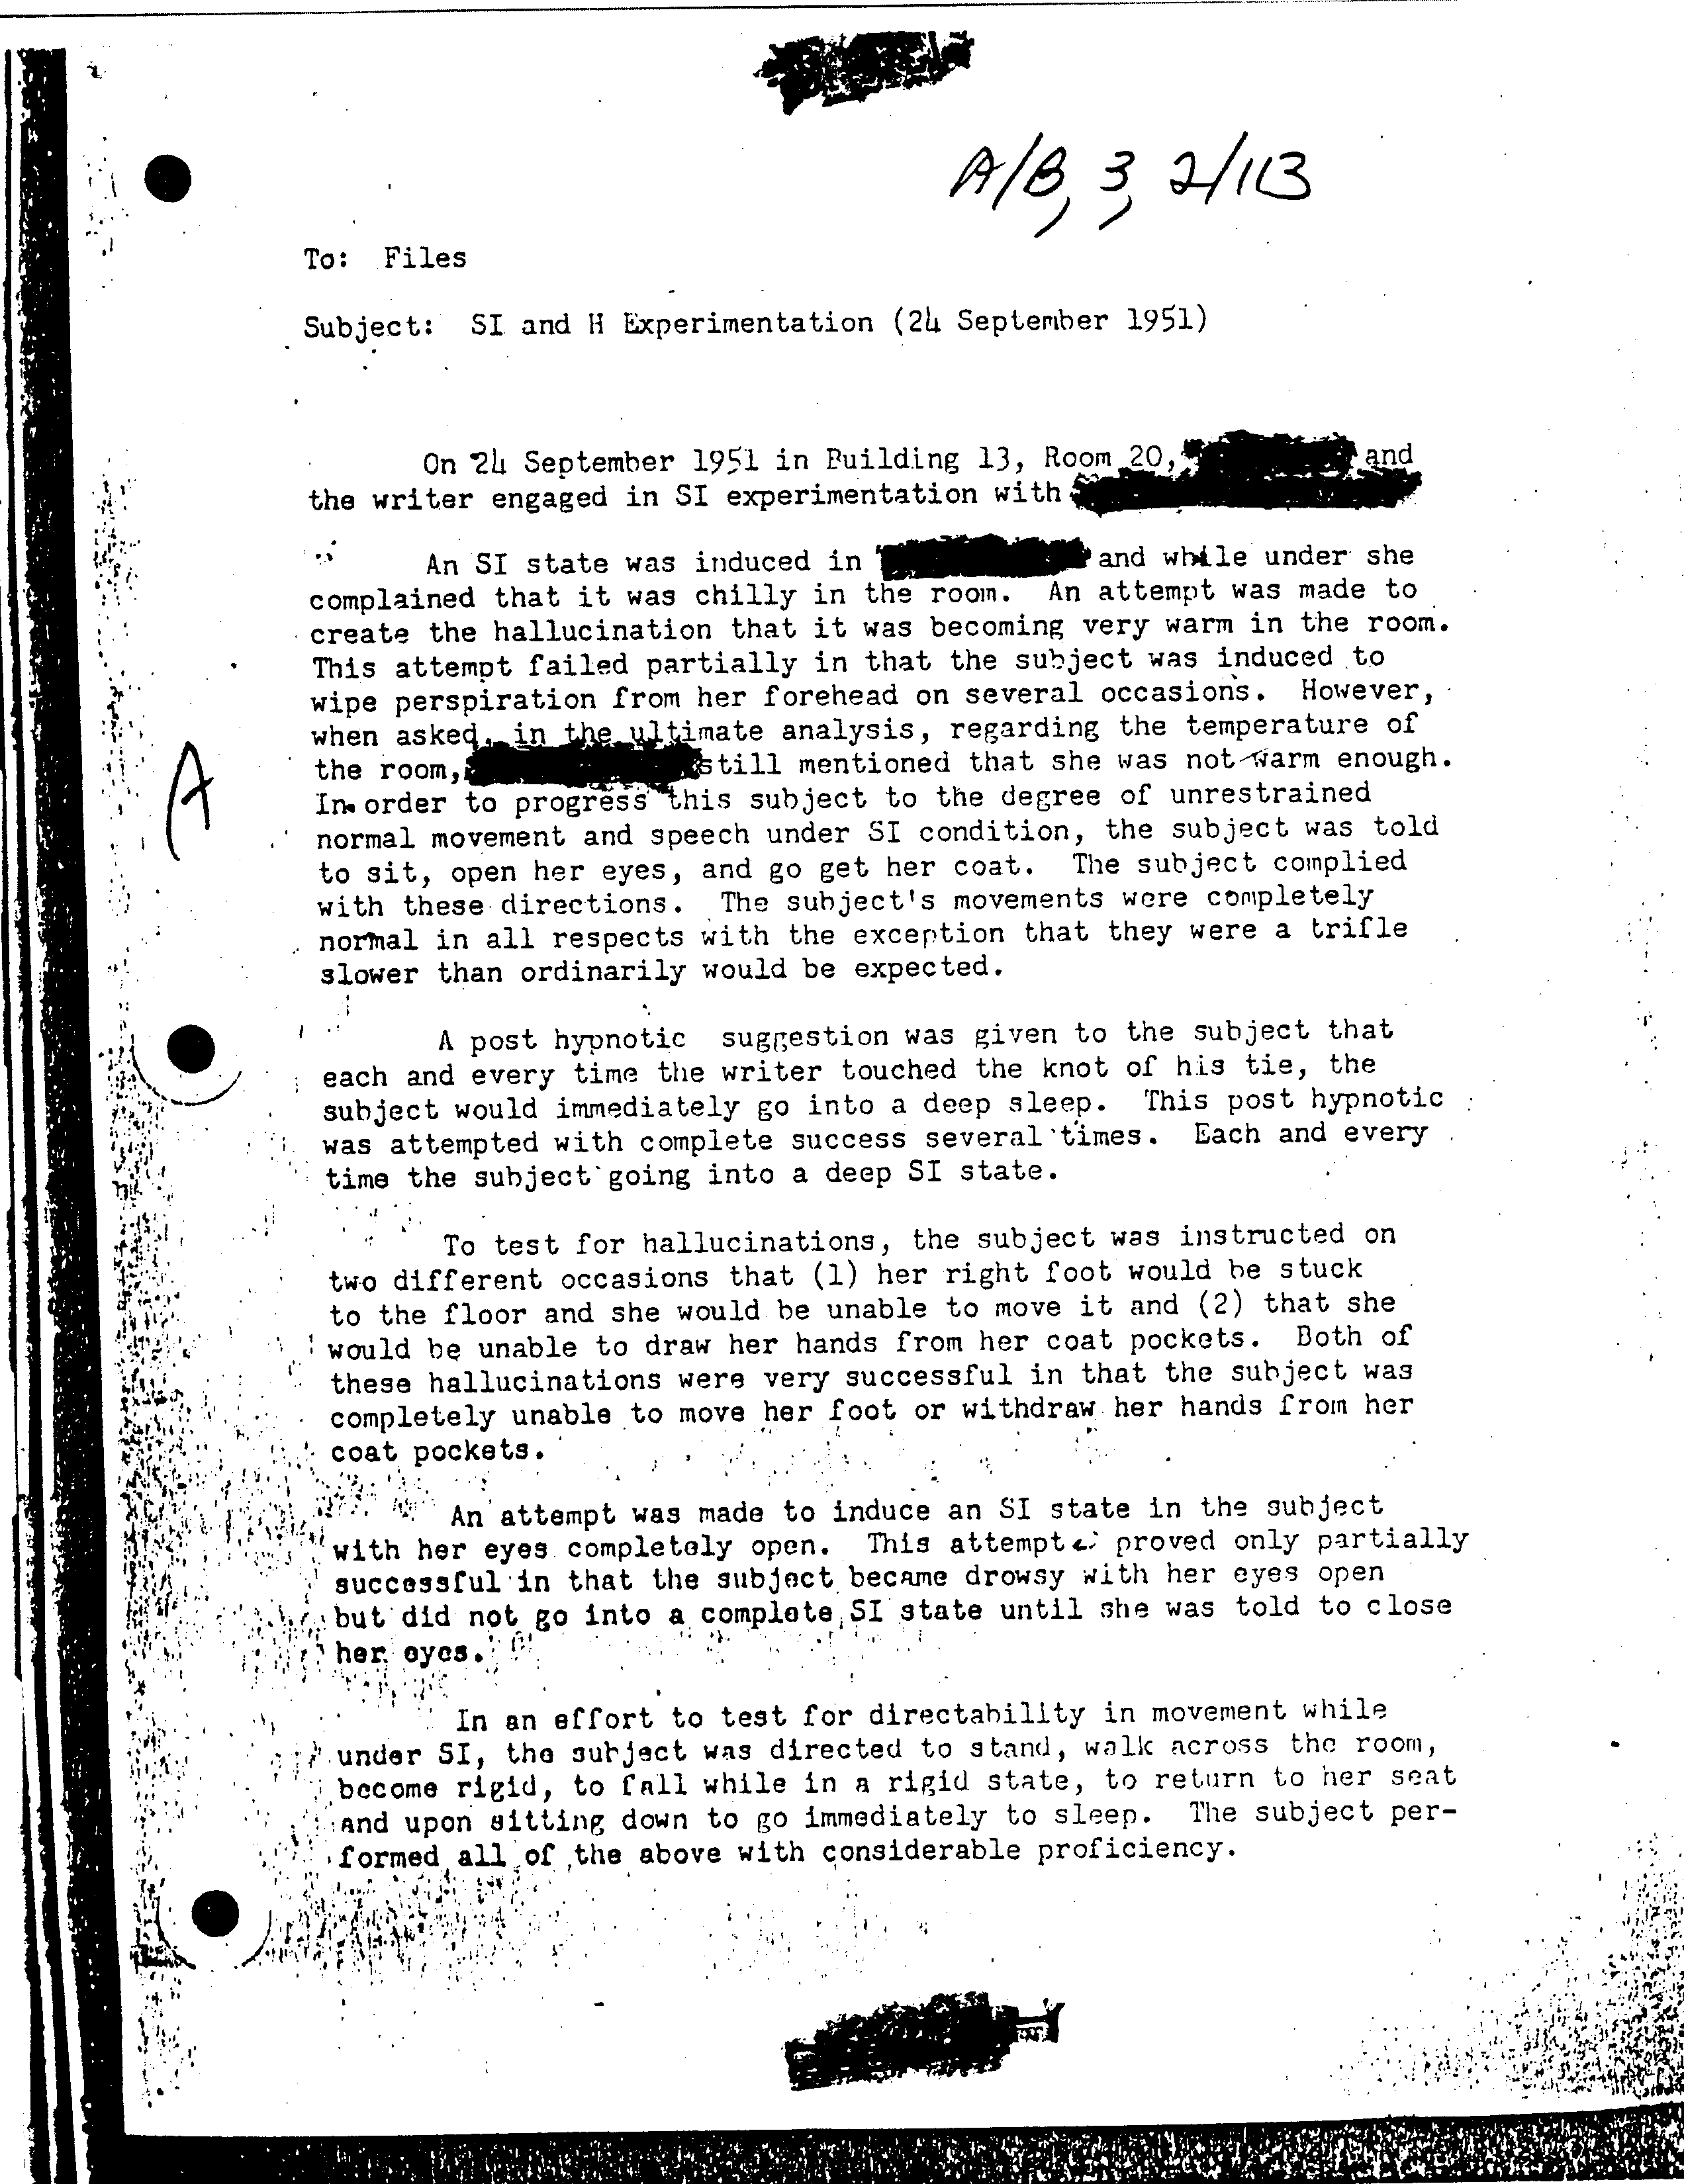 A/B, 3, 2/113
To: Files
Subject: SI and H Experimentation (24 September 1951)
On 24 September 1951 in Building 13, Room 20, and
the writer engaged in SI experimentation with
An SI state was induced in and while under she
complained that it was chilly in the room. An attempt was made to
create the hallucination that it was becoming very warm in the room.
This attempt failed partially in that the subject was induced to
wipe perspiration from her forehead on several occasions. However,
when asked, in the ultimate analysis, regarding the temperature of
the room, still mentioned that she was not warm enough.
A
In order to progress this subject to the degree of unrestrained
normal movement and speech under SI condition, the subject was told
to sit, open her eyes, and go get her coat. The subject complied
with these directions. The subject's movements were completely
normal in all respects with the exception that they were a trifle
slower than ordinarily would be expected.
A post hypnotic suggestion was given to the subject that
each and every time the writer touched the knot of his tie, the
subject would immediately go into a deep sleep. This post hypnotic
was attempted with complete success several times. Each and every
time the subject going into a deep SI state.
To test for hallucinations, the subject was instructed on
two different occasions that (1) her right foot would be stuck
to the floor and she would be unable to move it and (2) that she
would be unable to draw her hands from her coat pockets. Both of
these hallucinations were very successful in that the subject was
completely unable to move her foot or withdraw her hands from her
coat pockets.
An attempt was made to induce an SI state in the subject
with her eyes completely open. This attempt proved only partially
successful in that the subject became drowsy with her eyes open
but did not go into a complete SI state until she was told to close
her eyes.
In an effort to test for directability in movement while
under SI, the subject was directed to stand, walk across the room,
become rigid, to fall while in a rigid state, to return to her seat
and upon sitting down to go immediately to sleep. The subject per-
formed all of the above with considerable proficiency.